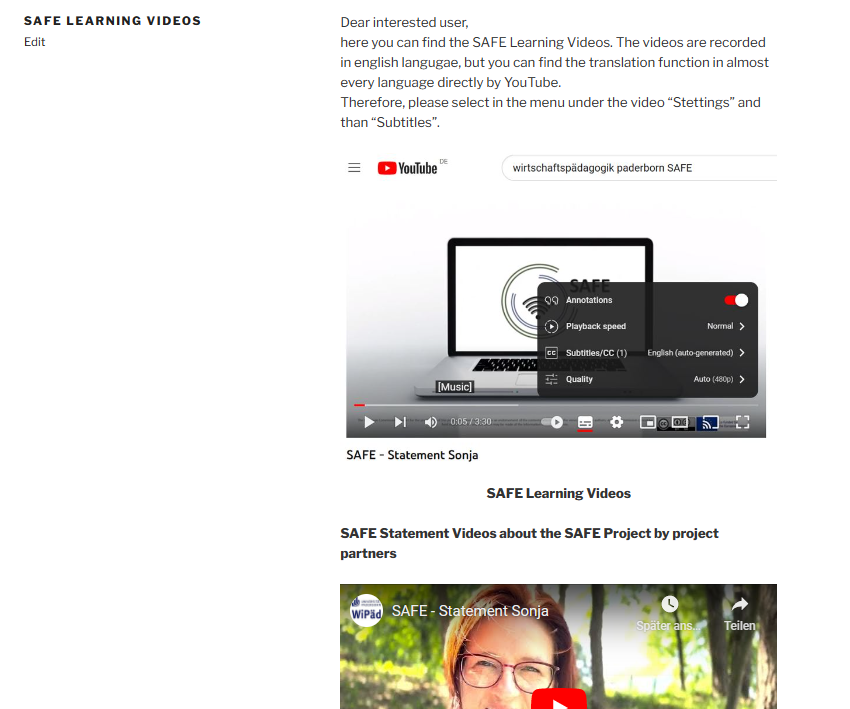 SAFE LEARNING VIDEOS
Edit
Dear interested user,
here you can find the SAFE Learning Videos. The videos are recorded
in english langugae, but you can find the translation function in almost
every language directly by YouTube.
Therefore, please select in the menu under the video “Stettings” and
than “Subtitles”.
YouTube DE
wirtschaftspädagogik paderborn SAFE
SAFE
Annotations
Playback speed Normal
CC Subtitles/CC (1) English (auto-generated)
Quality Auto (480p)
[Music]
0:05 / 3:30
SAFE - Statement Sonja
SAFE Learning Videos
SAFE Statement Videos about the SAFE Project by project
partners
WiPäd
SAFE - Statement Sonja
Später ans...
Teilen